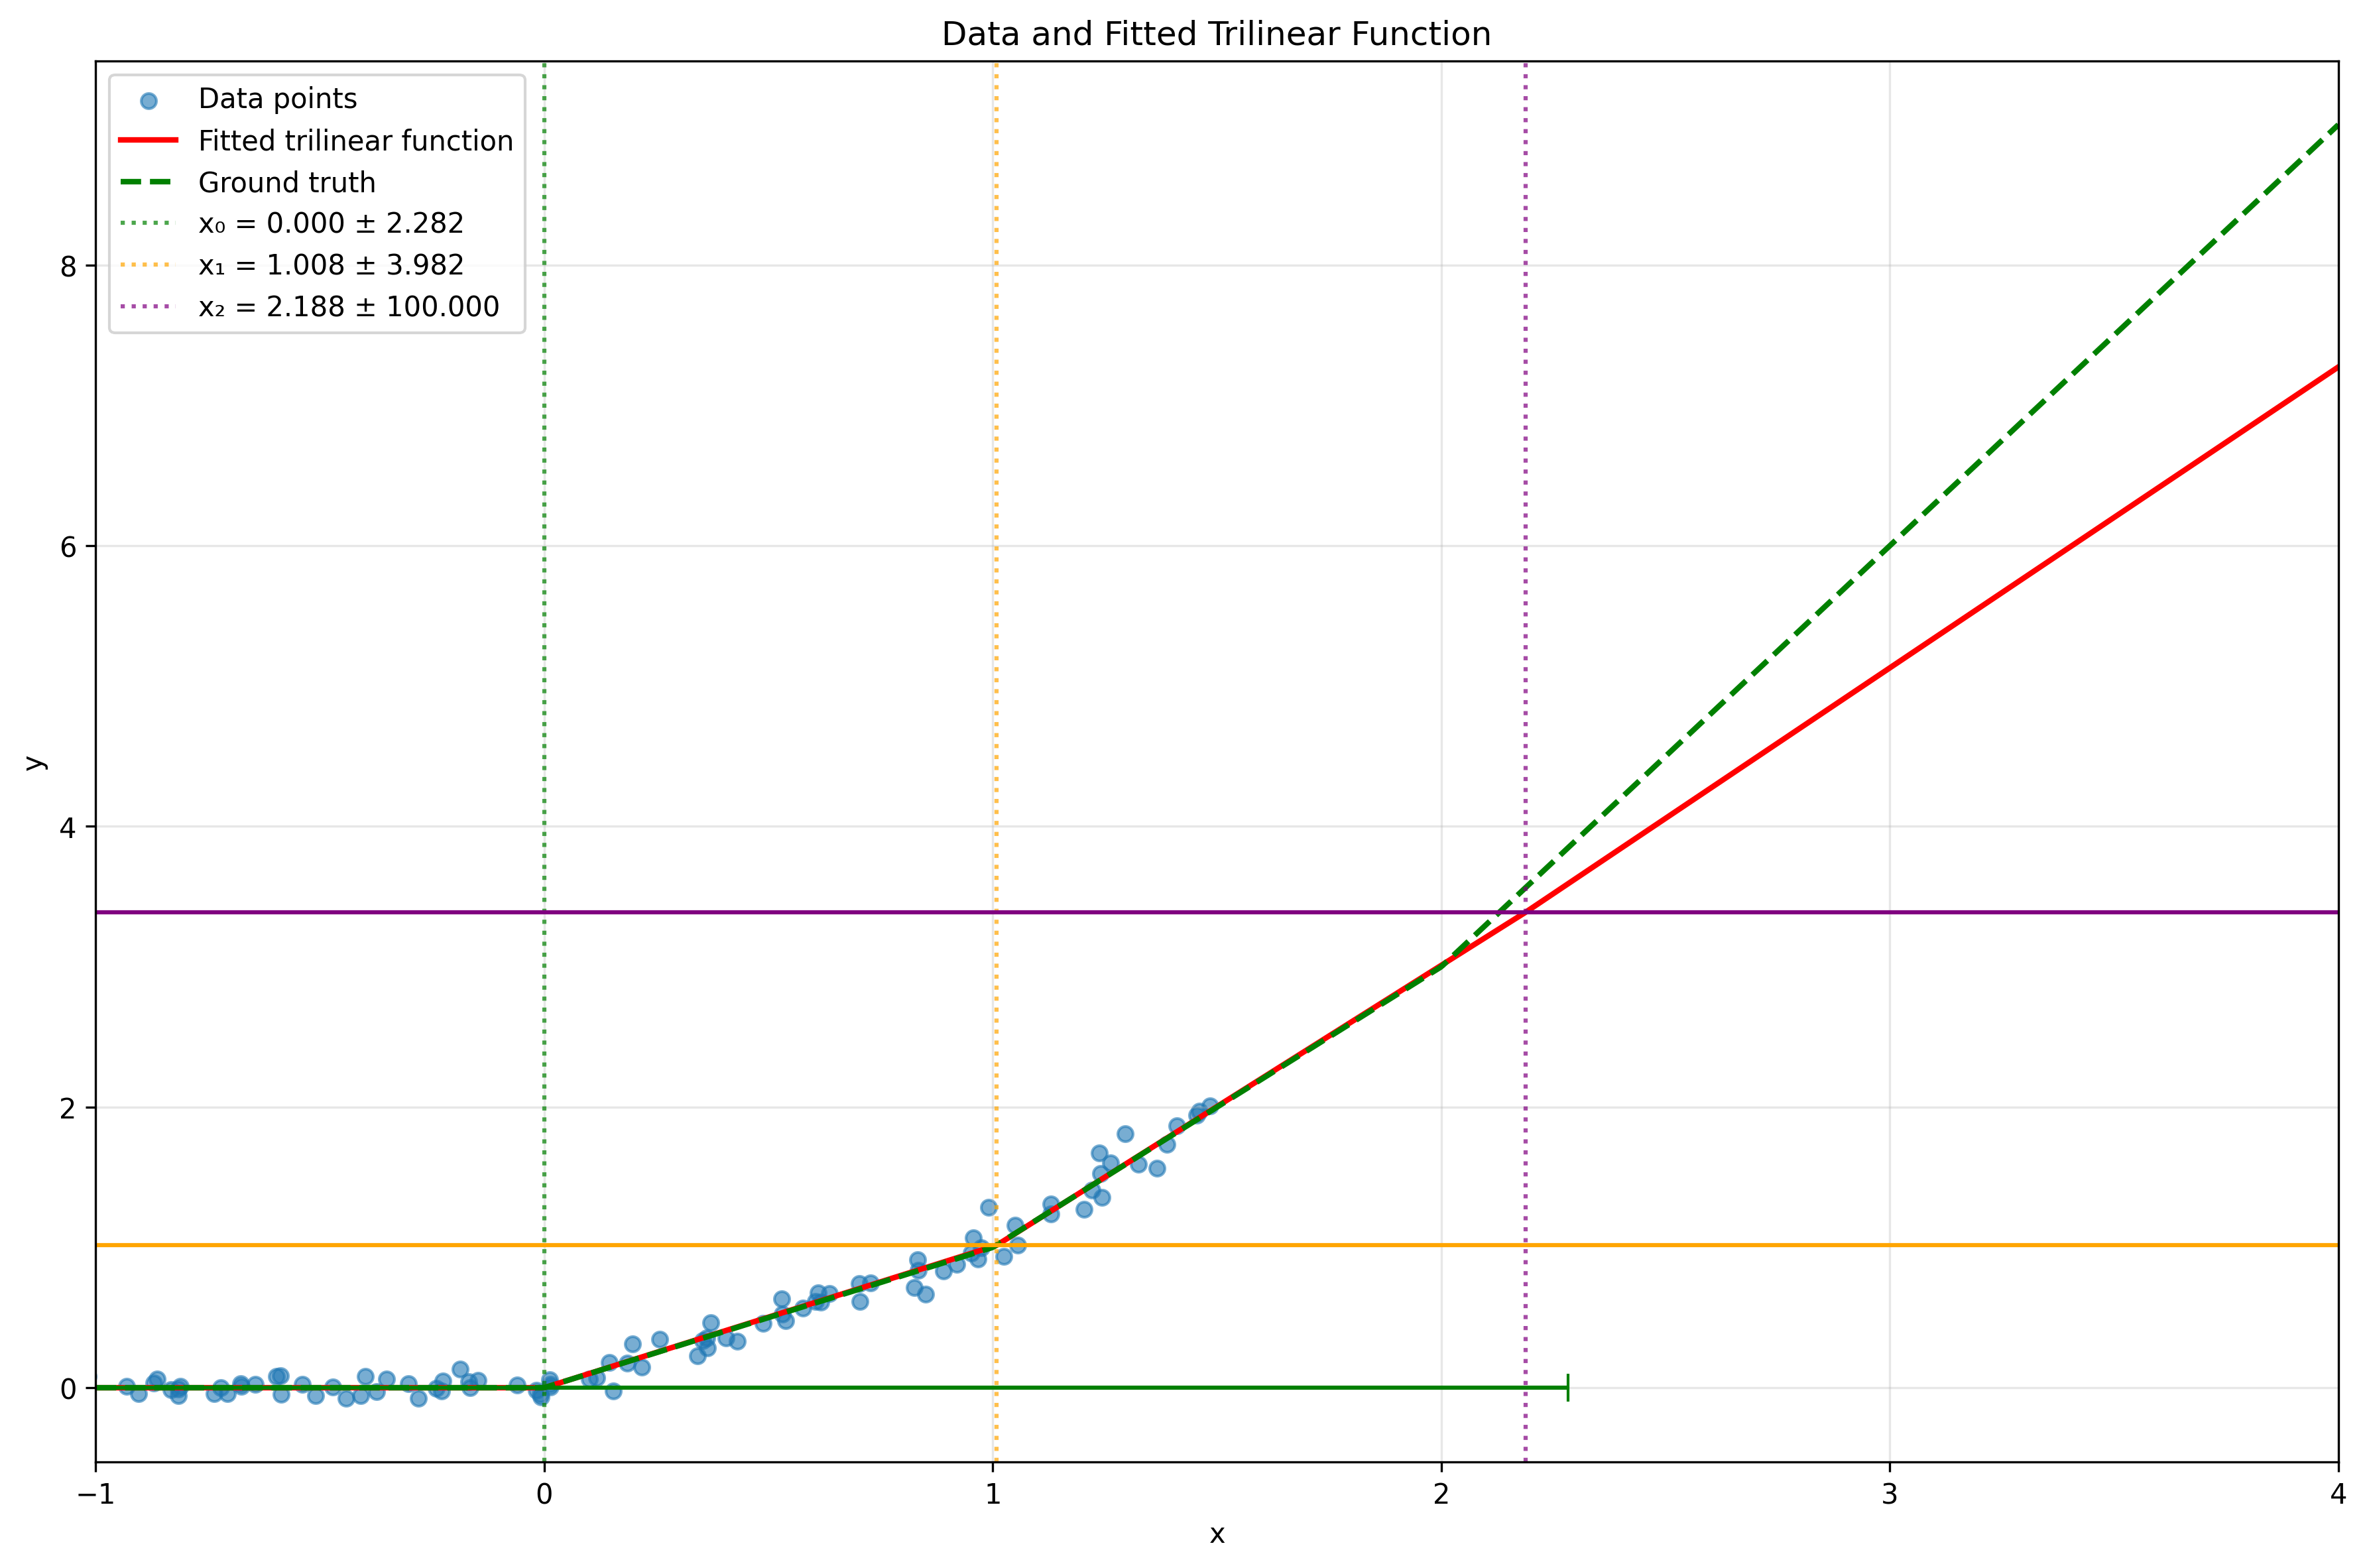 Data and Fitted Trilinear Function
Data points
Fitted trilinear function
Ground truth
x₀ = 0.000 ± 2.282
x₁ = 1.008 ± 3.982
x₂ = 2.188 ± 100.000
8
6
4
2
0
y
−1 0 1 2 3 4
x